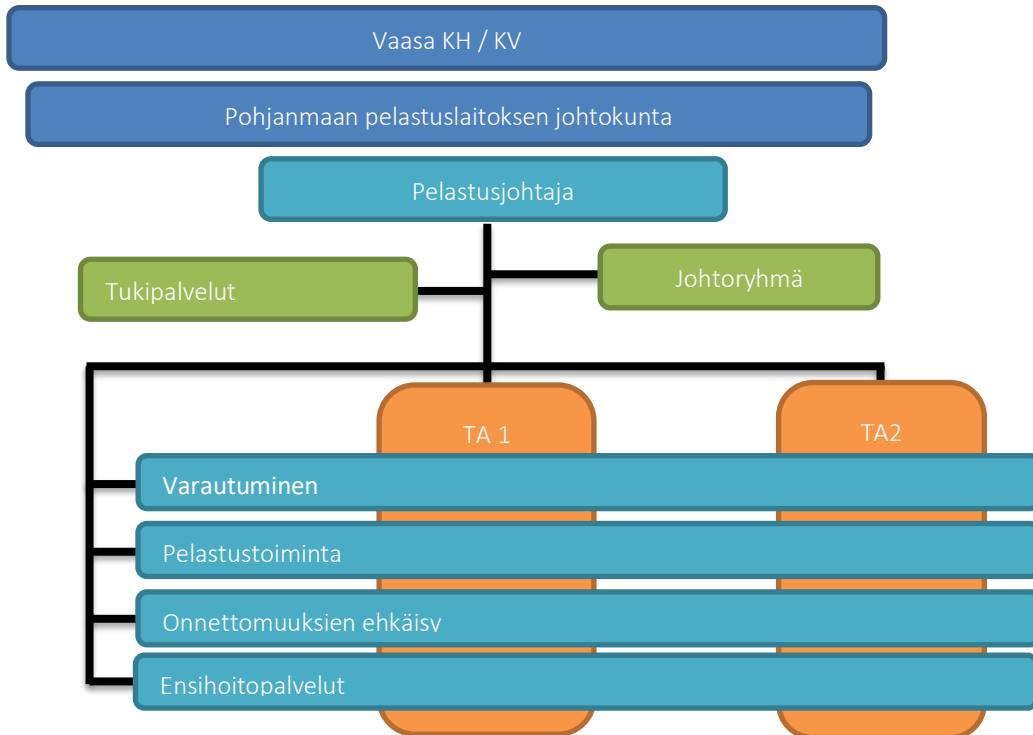 Vaasa KH / KV
Pohjanmaan pelastuslaitoksen johtokunta
Pelastusjohtaja
Tukipalvelut
Johtoryhmä
TA 1
TA2
Varautuminen
Pelastustoiminta
Onnettomuuksien ehkäisy
Ensihoitopalvelut